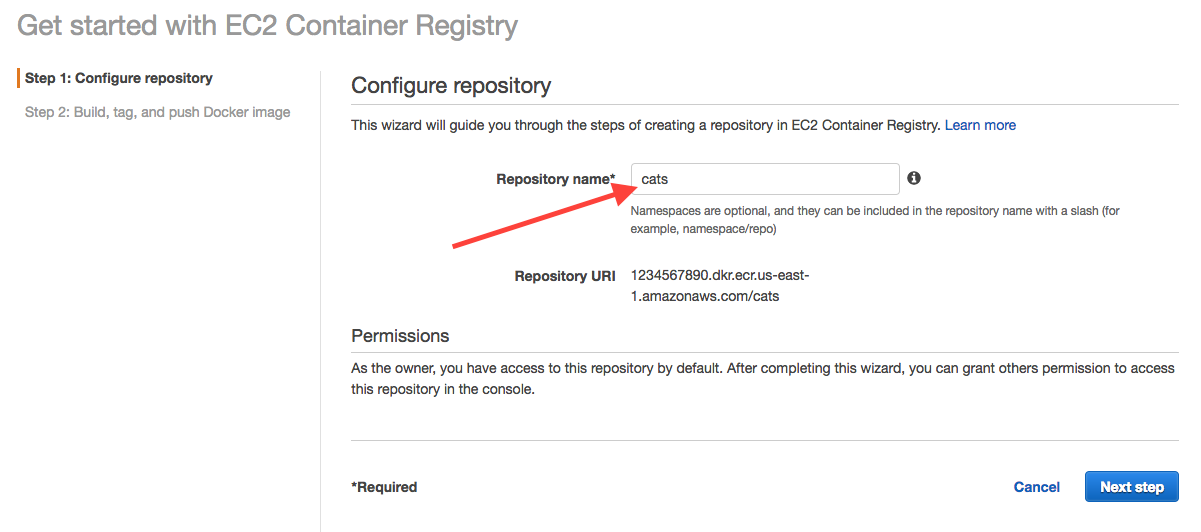 Get started with EC2 Container Registry
Step 1: Configure repository
Step 2: Build, tag, and push Docker image
Configure repository
This wizard will guide you through the steps of creating a repository in EC2 Container Registry. Learn more
Repository name* cats
Namespaces are optional, and they can be included in the repository name with a slash (for
example, namespace/repo)
Repository URI 1234567890.dkr.ecr.us-east-
1.amazonaws.com/cats
Permissions
As the owner, you have access to this repository by default. After completing this wizard, you can grant others permission to access
this repository in the console.
*Required Cancel Next step